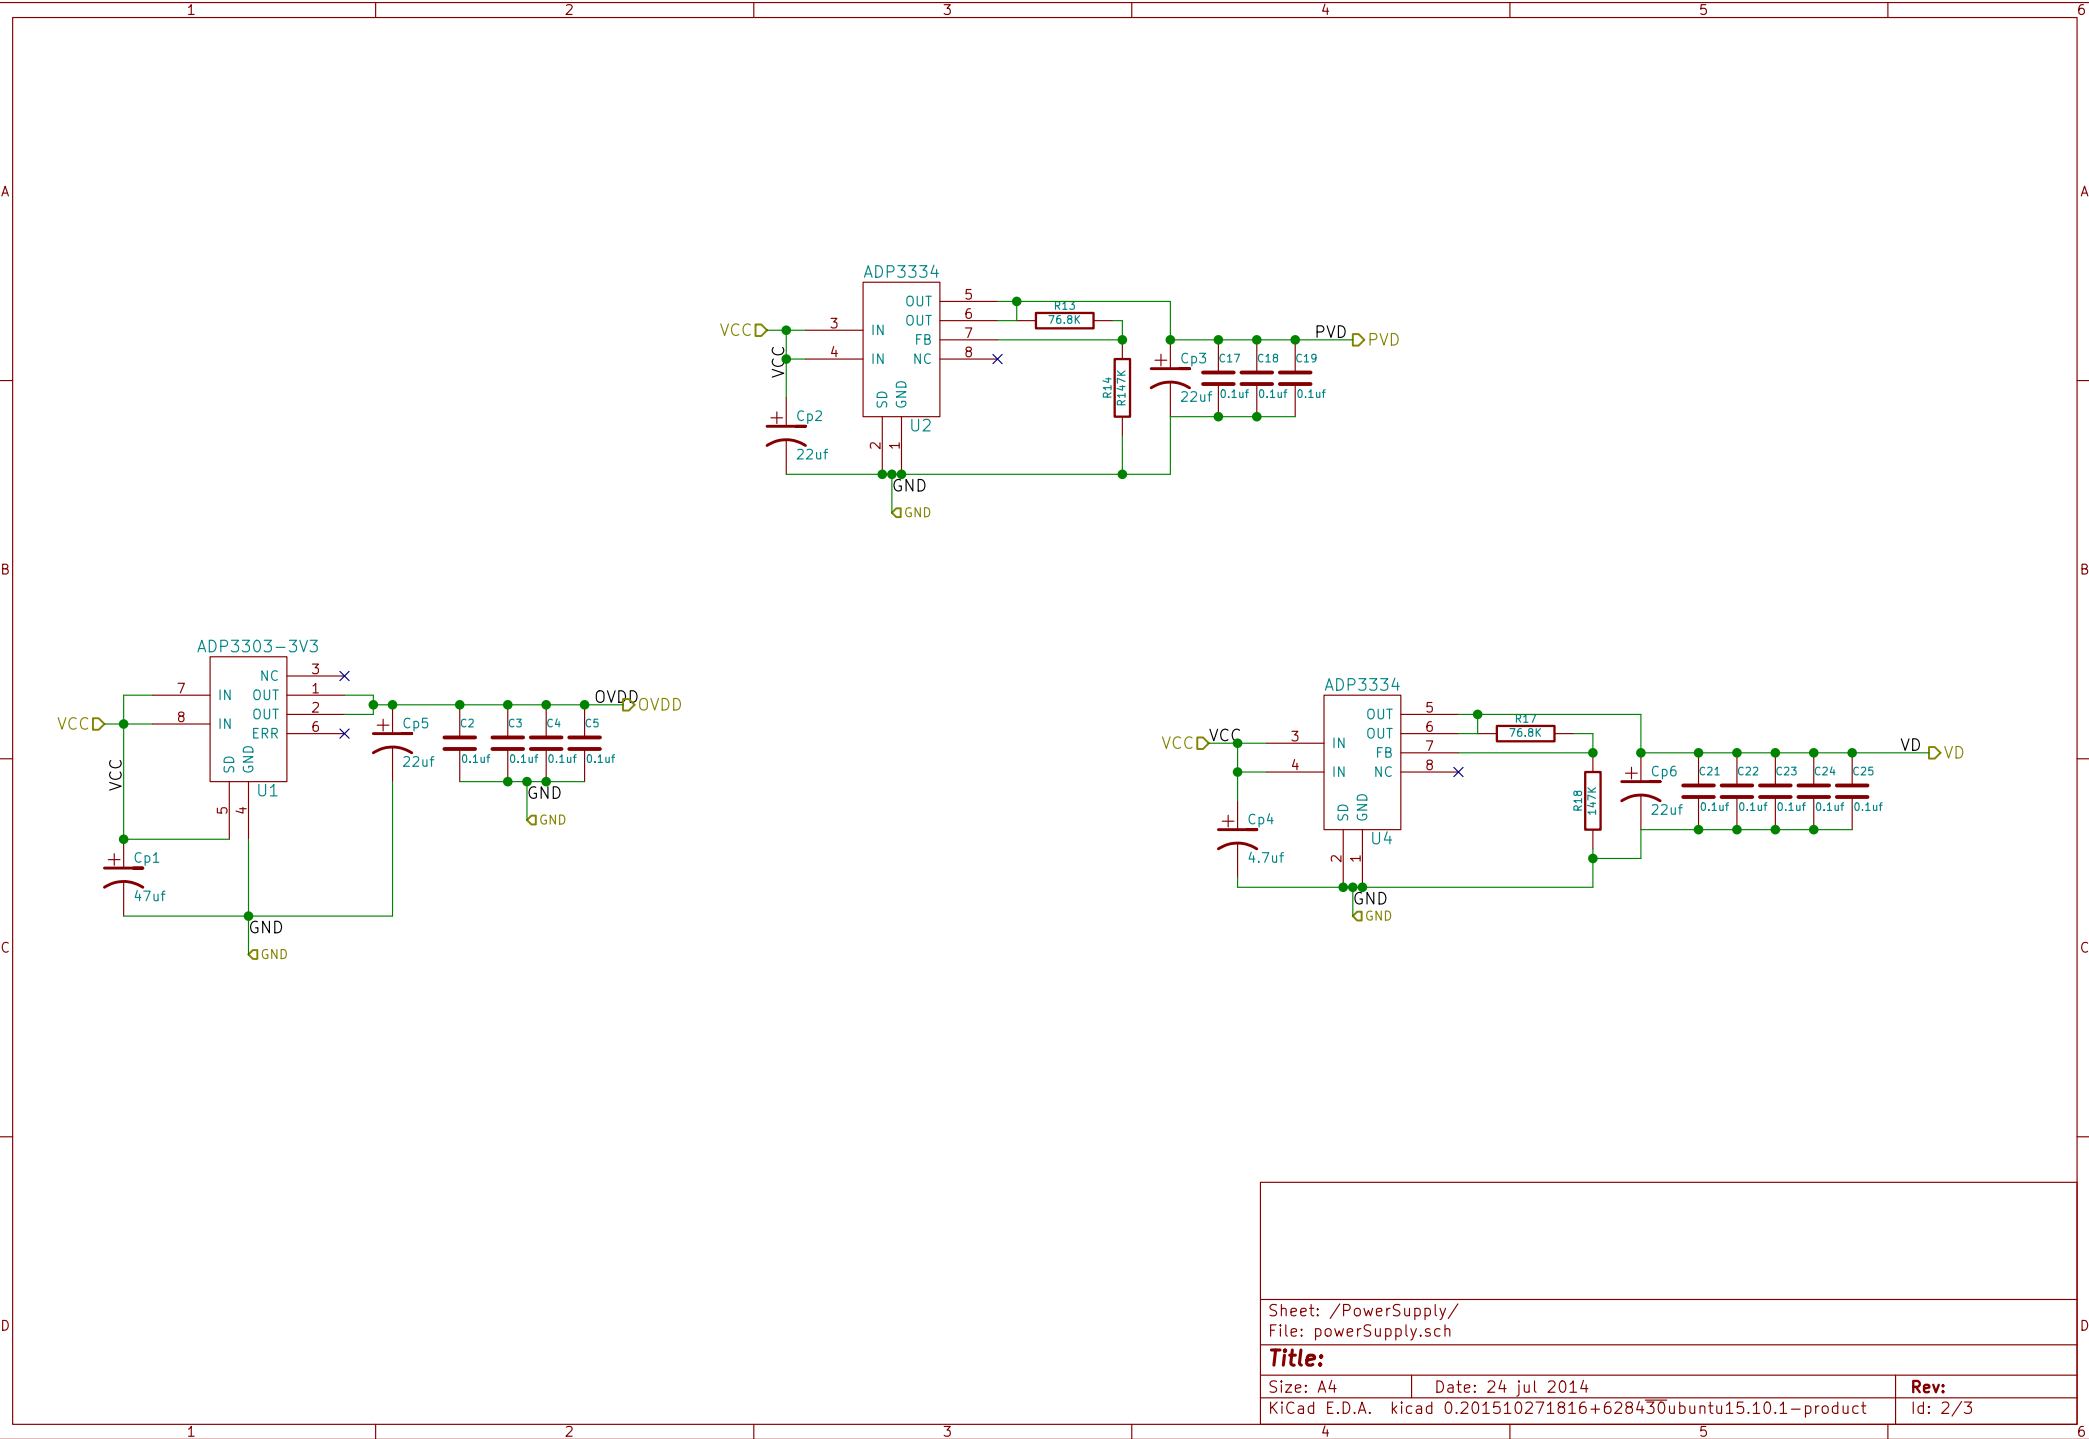 1 2 3 4 5 6
A A
ADP3334
VCC
VCC
3 IN
4 IN
OUT 5
OUT 6
FB 7
NC 8
SD GND
2 1
U2
Cp2
22uf
R13
76.8K
R14
R147K
Cp3
22uf
C17
0.1uf
C18
0.1uf
C19
0.1uf
PVD
PVD
GND
GND
B B
ADP3303-3V3
VCC
VCC
7 IN
8 IN
NC 3
OUT 1
OUT 2
ERR 6
SD GND
5 4
U1
Cp1
47uf
Cp5
22uf
C2
0.1uf
C3
0.1uf
C4
0.1uf
C5
0.1uf
OVDD
OVDD
GND
GND
GND
GND
ADP3334
VCC
VCC
3 IN
4 IN
OUT 5
OUT 6
FB 7
NC 8
SD GND
2 1
U4
Cp4
4.7uf
R17
76.8K
R18
147K
Cp6
22uf
C21
0.1uf
C22
0.1uf
C23
0.1uf
C24
0.1uf
C25
0.1uf
VD
VD
GND
GND
C C
D D
Sheet: /PowerSupply/
File: powerSupply.sch
Title:
Size: A4 Date: 24 jul 2014 Rev:
KiCad E.D.A. kicad 0.201510271816+628430ubuntu15.10.1-product Id: 2/3
1 2 3 4 5 6